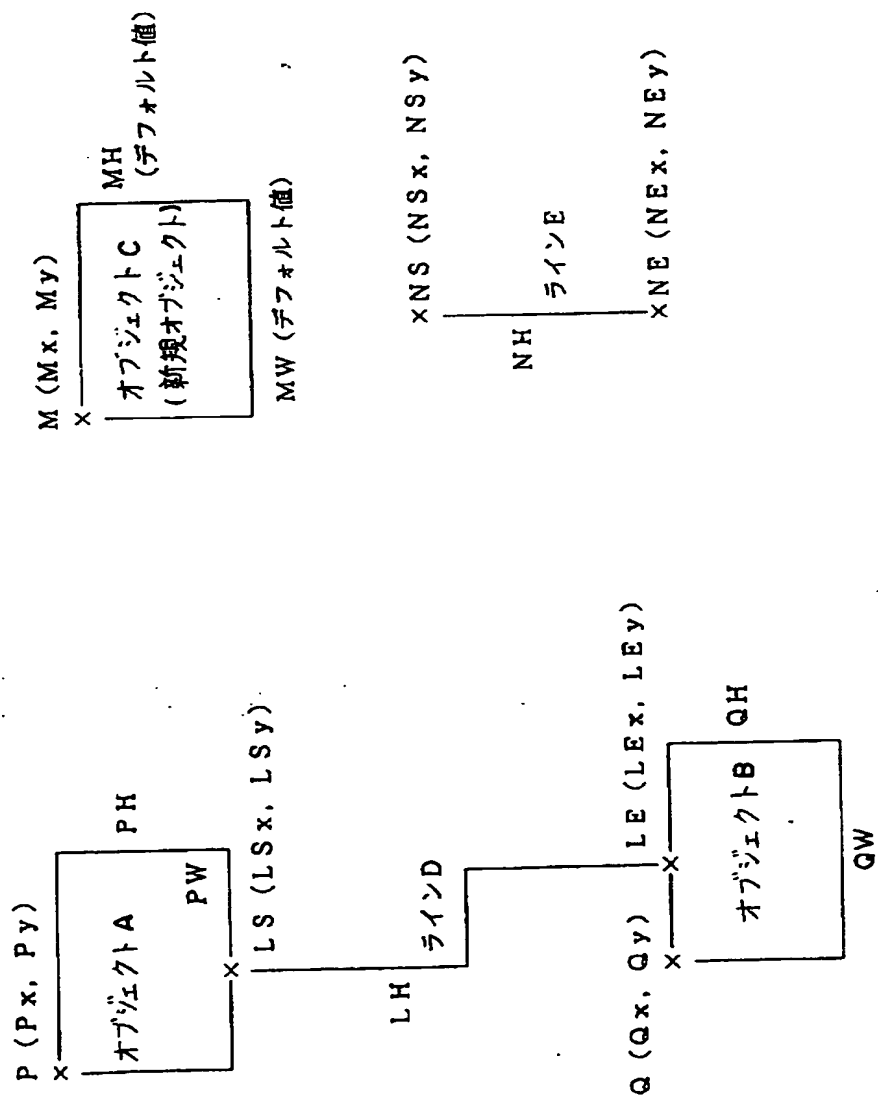 P (Px, Py)
オブジェクトA
PH
PW
LS (LSx, LSy)
LH
ラインD
Q (Qx, Qy)
LE (LEx, LEy)
オブジェクトB
QH
QW
M (Mx, My)
オブジェクトC
(新規オブジェクト)
MH
(デフォルト値)
MW (デフォルト値)
×NS (NSx, NSy)
NH
ラインE
×NE (NEx, NEy)